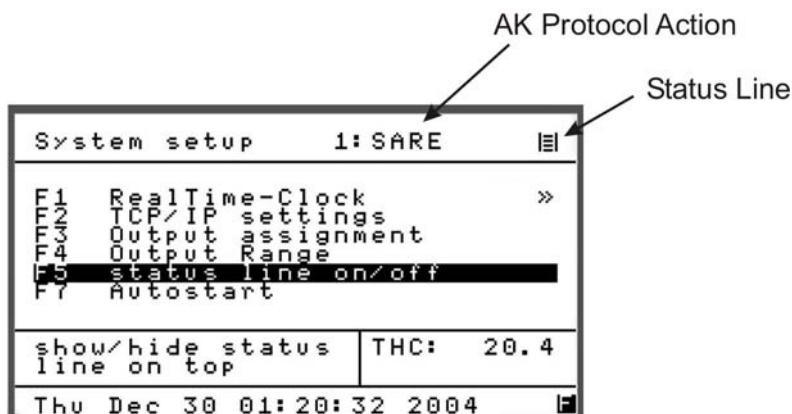 AK Protocol Action
Status Line
System setup 1: SARE
F1 RealTime-Clock »
F2 TCP/IP settings
F3 Output assignment
F4 Output Range
F5 status line on/off
F7 Autostart
show/hide status
line on top
THC: 20.4
Thu Dec 30 01:20:32 2004 F